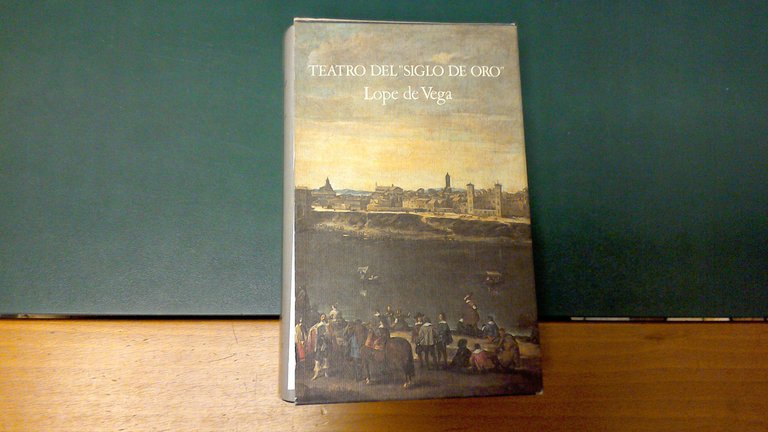 TEATRO DEL "SIGLO DE ORO"
Lope de Vega